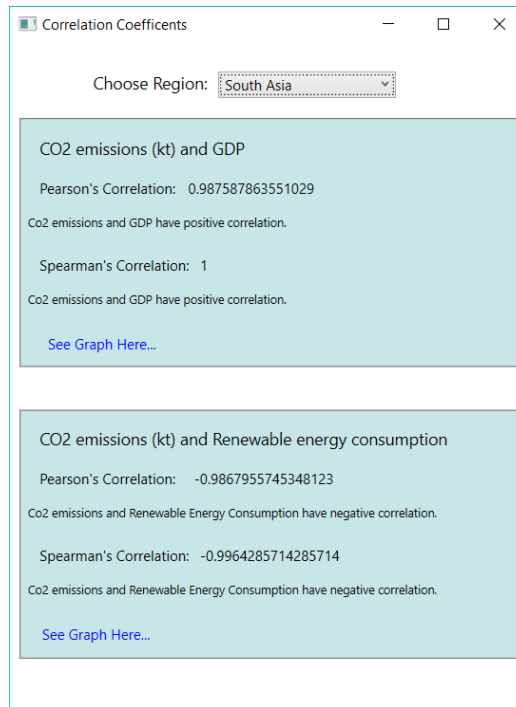 Correlation Coefficents
Choose Region: South Asia
CO2 emissions (kt) and GDP
Pearson's Correlation: 0.987587863551029
Co2 emissions and GDP have positive correlation.
Spearman's Correlation: 1
Co2 emissions and GDP have positive correlation.
See Graph Here...
CO2 emissions (kt) and Renewable energy consumption
Pearson's Correlation: -0.9867955745348123
Co2 emissions and Renewable Energy Consumption have negative correlation.
Spearman's Correlation: -0.9964285714285714
Co2 emissions and Renewable Energy Consumption have negative correlation.
See Graph Here...